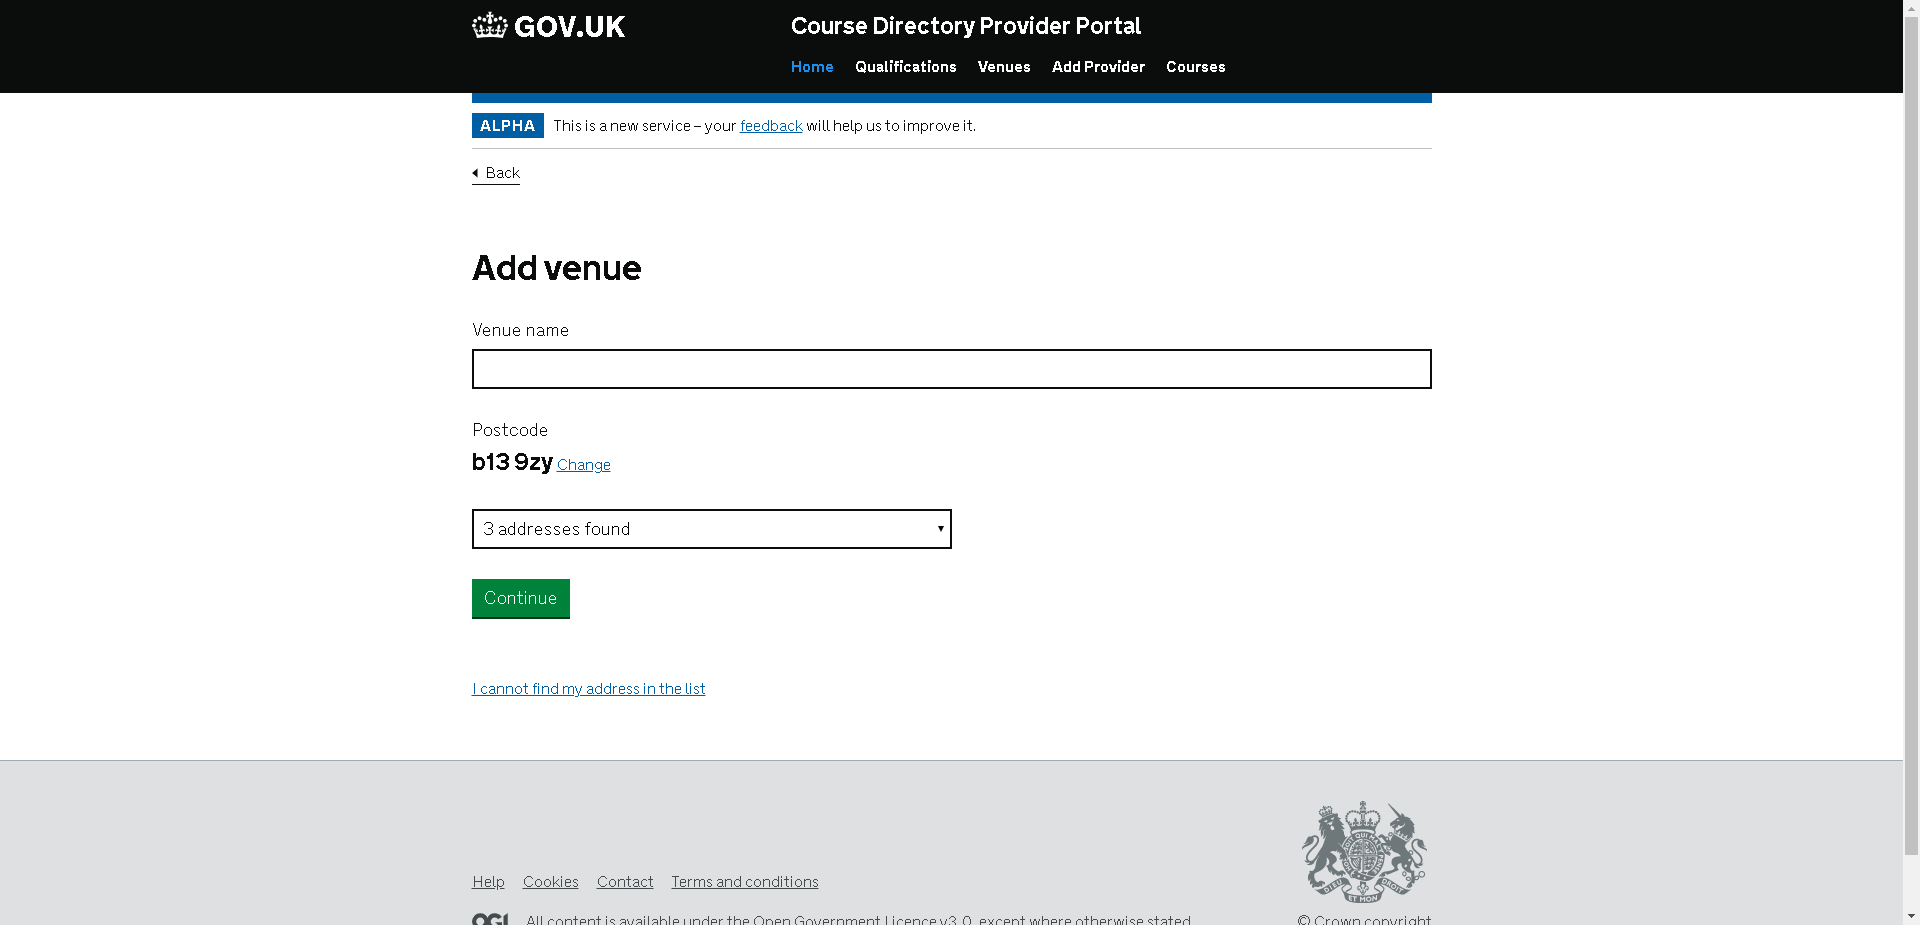 GOV.UK
Course Directory Provider Portal
Home Qualifications Venues Add Provider Courses
ALPHA This is a new service – your feedback will help us to improve it.
Back
Add venue
Venue name
Postcode
b13 9zy Change
3 addresses found
Continue
I cannot find my address in the list
Help Cookies Contact Terms and conditions
OGL All content is available under the Open Government Licence v3.0, except where otherwise stated
© Crown copyright